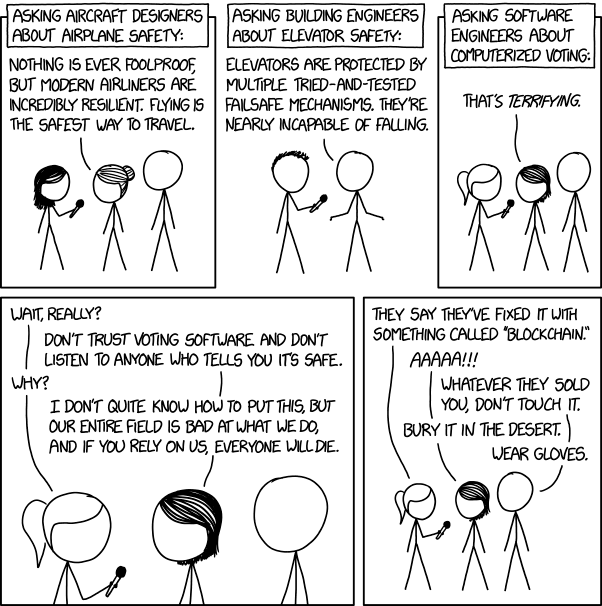 ASKING AIRCRAFT DESIGNERS
ABOUT AIRPLANE SAFETY:
NOTHING IS EVER FOOLPROOF,
BUT MODERN AIRLINERS ARE
INCREDIBLY RESILIENT. FLYING IS
THE SAFEST WAY TO TRAVEL.
ASKING BUILDING ENGINEERS
ABOUT ELEVATOR SAFETY:
ELEVATORS ARE PROTECTED BY
MULTIPLE TRIED-AND-TESTED
FAILSAFE MECHANISMS. THEY'RE
NEARLY INCAPABLE OF FALLING.
ASKING SOFTWARE
ENGINEERS ABOUT
COMPUTERIZED VOTING:
THAT'S TERRIFYING.
WAIT, REALLY?
DON'T TRUST VOTING SOFTWARE AND DON'T
LISTEN TO ANYONE WHO TELLS YOU IT'S SAFE.
WHY?
I DON'T QUITE KNOW HOW TO PUT THIS, BUT
OUR ENTIRE FIELD IS BAD AT WHAT WE DO,
AND IF YOU RELY ON US, EVERYONE WILL DIE.
THEY SAY THEY'VE FIXED IT WITH
SOMETHING CALLED "BLOCKCHAIN."
AAAAA!!!
WHATEVER THEY SOLD
YOU, DON'T TOUCH IT.
BURY IT IN THE DESERT.
WEAR GLOVES.